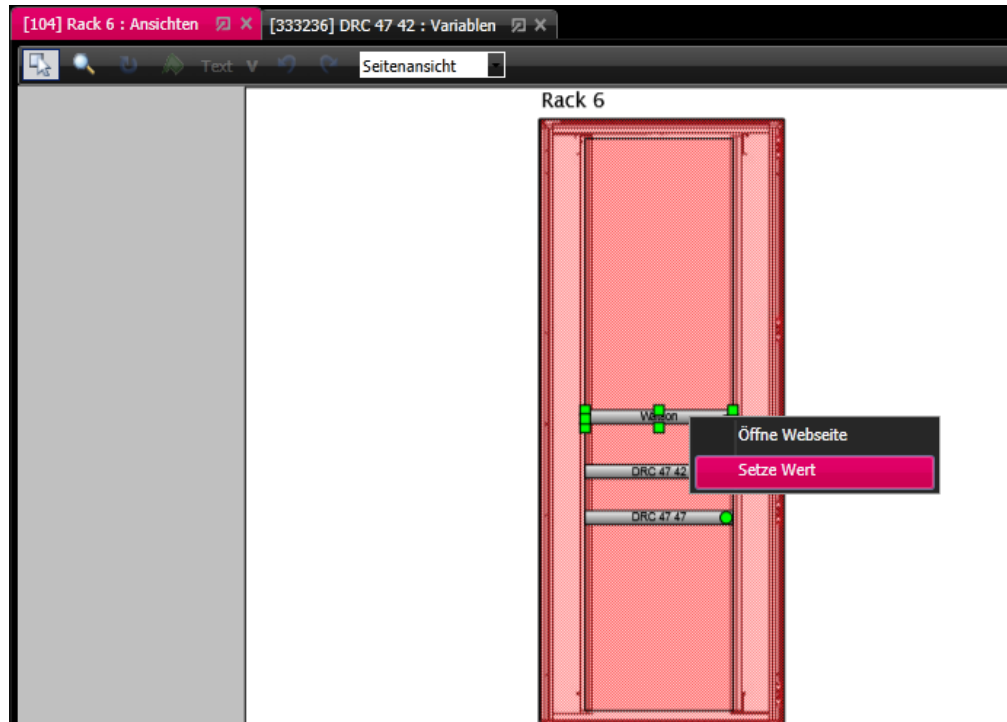 [104] Rack 6 : Ansichten [333236] DRC 47 42 : Variablen
Text V Seitenansicht
Rack 6
Öffne Webseite
Setze Wert
DRC 47 42
DRC 47 47